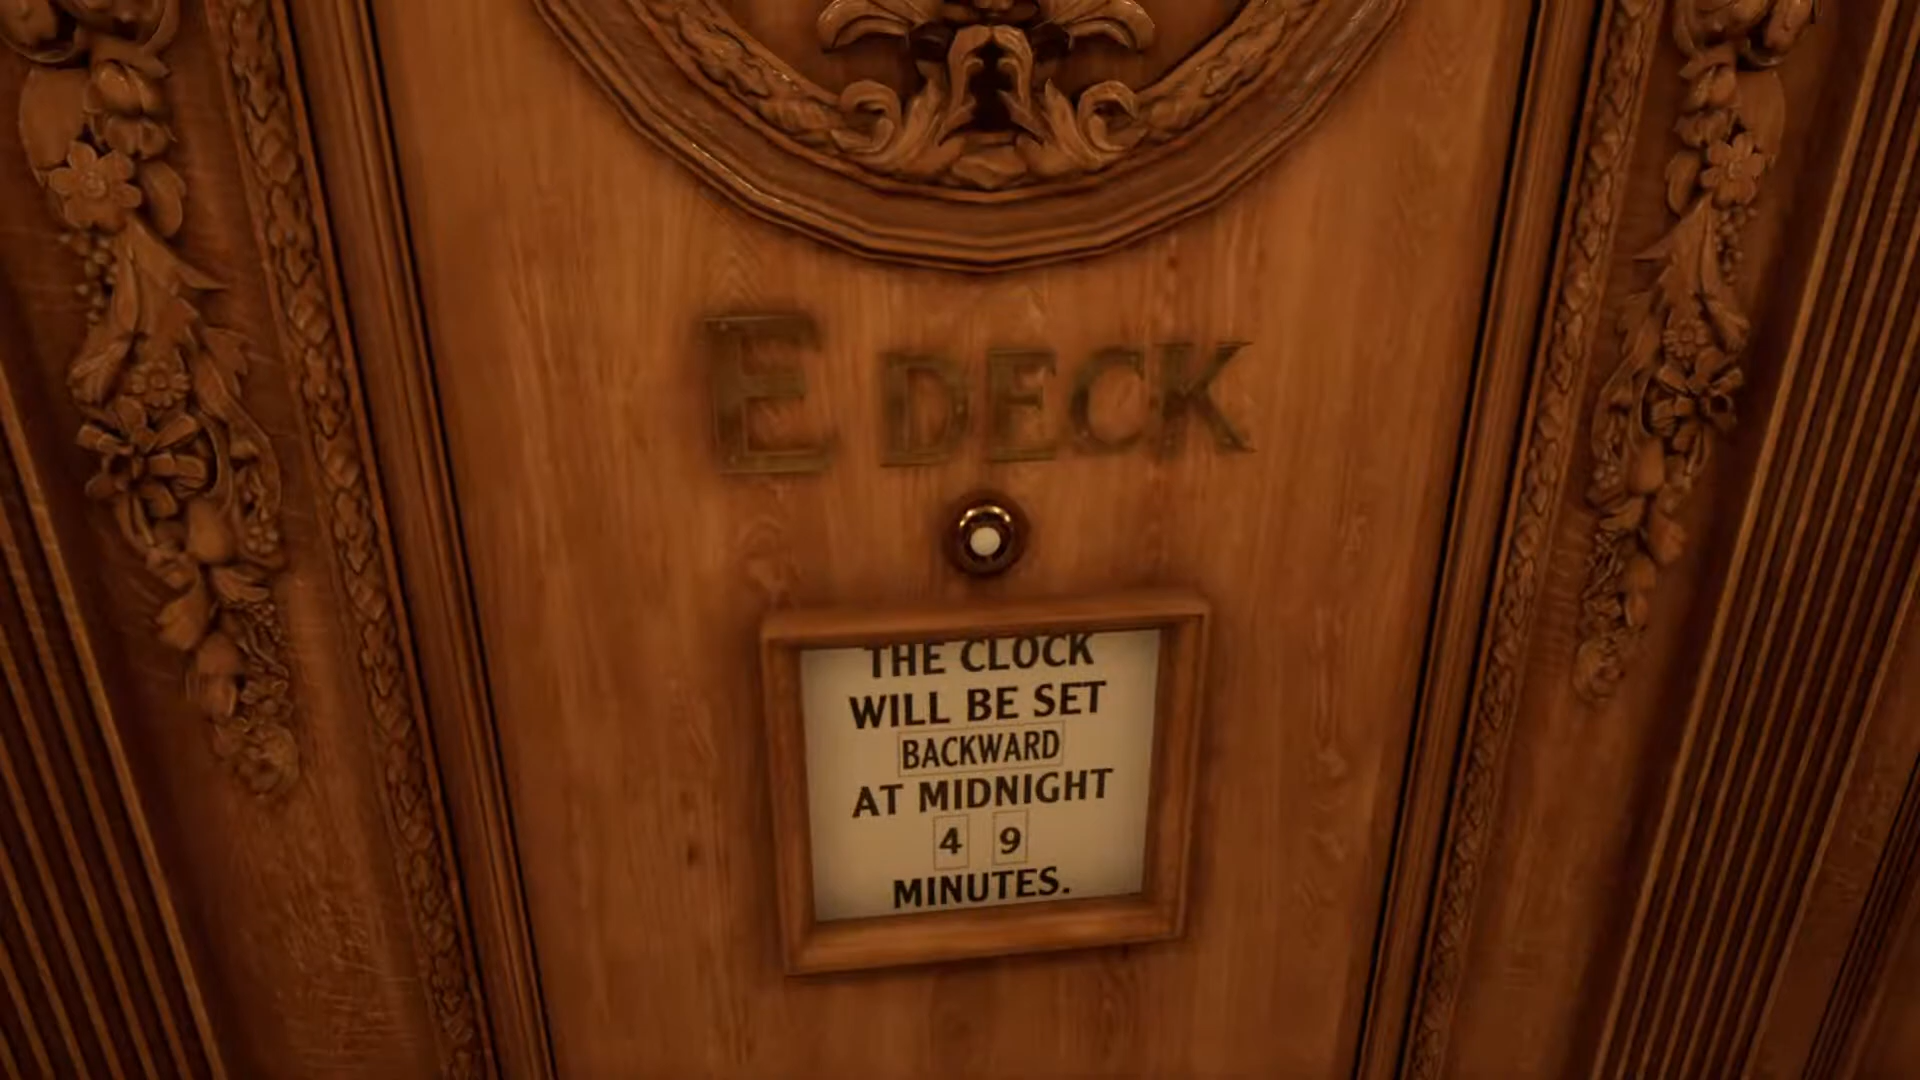 E DECK
THE CLOCK
WILL BE SET
BACKWARD
AT MIDNIGHT
4 9
MINUTES.